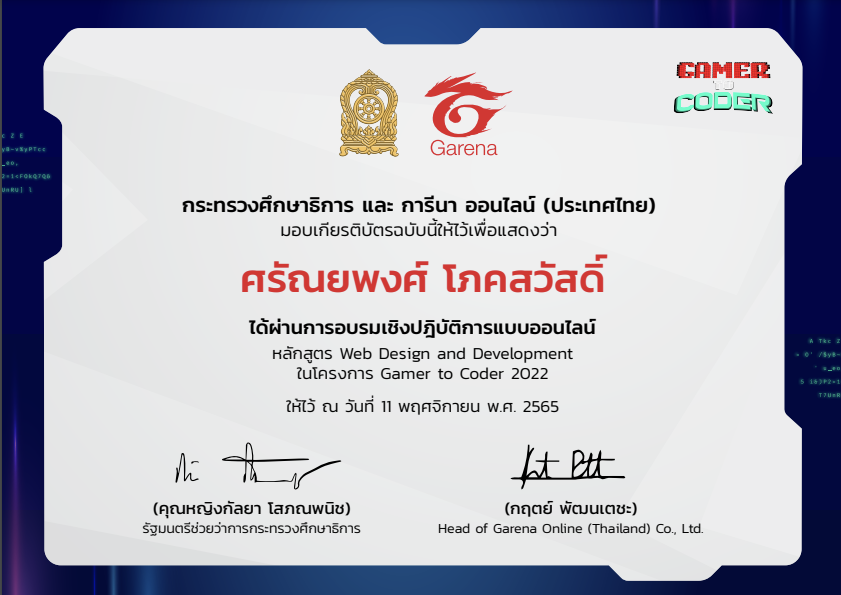 GAMER
TO
CODER
Garena
กระทรวงศึกษาธิการ และ การีนา ออนไลน์ (ประเทศไทย)
มอบเกียรติบัตรฉบับนี้ให้ไว้เพื่อแสดงว่า
ศรัณยพงศ์ โภคสวัสดิ์
ได้ผ่านการอบรมเชิงปฏิบัติการแบบออนไลน์
หลักสูตร Web Design and Development
ในโครงการ Gamer to Coder 2022
ให้ไว้ ณ วันที่ 11 พฤศจิกายน พ.ศ. 2565
(คุณหญิงกัลยา โสภณพนิช)
รัฐมนตรีช่วยว่าการกระทรวงศึกษาธิการ
(กฤตย์ พัฒนเตชะ)
Head of Garena Online (Thailand) Co., Ltd.